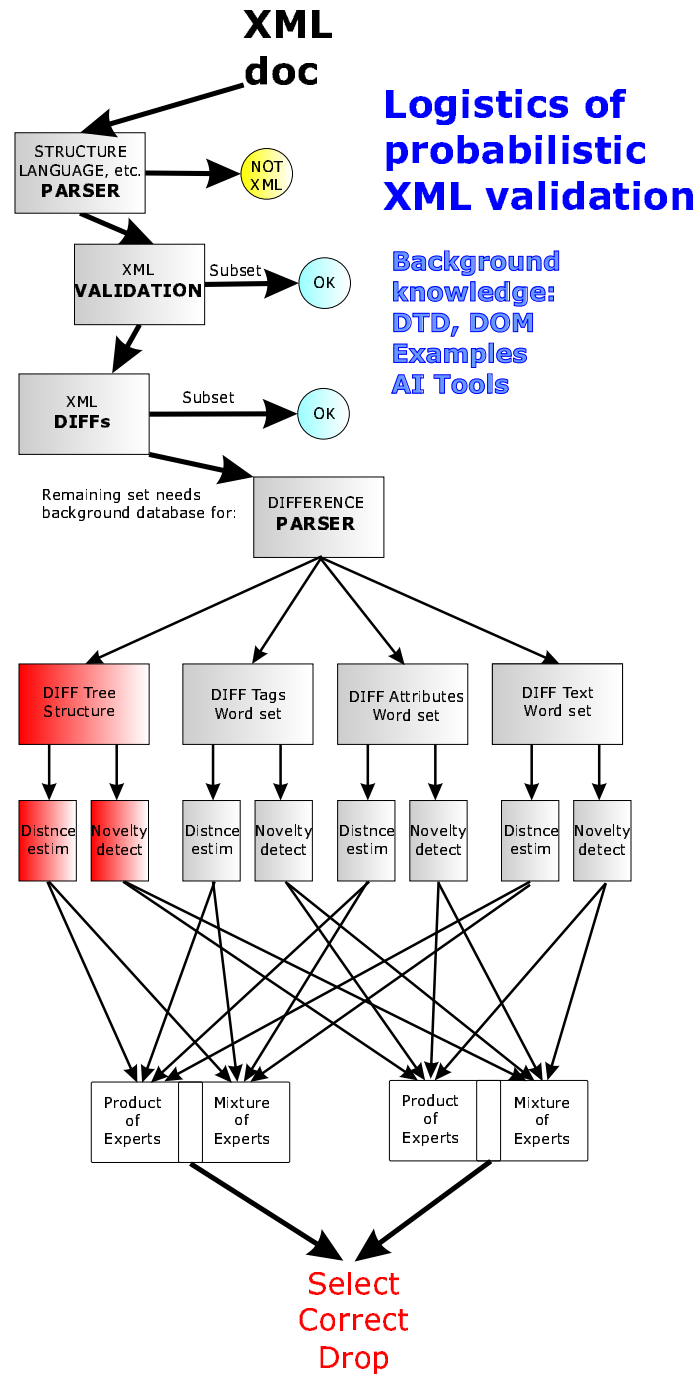 XML
doc
Logistics of
probabilistic
XML validation
STRUCTURE
LANGUAGE, etc.
PARSER
NOT
XML
Background
knowledge:
DTD, DOM
Examples
AI Tools
XML
VALIDATION
Subset
OK
XML
DIFFs
Subset
OK
Remaining set needs
background database for:
DIFFERENCE
PARSER
DIFF Tree
Structure
DIFF Tags
Word set
DIFF Attributes
Word set
DIFF Text
Word set
Distnce
estim
Novelty
detect
Distnce
estim
Novelty
detect
Distnce
estim
Novelty
detect
Distnce
estim
Novelty
detect
Product
of
Experts
Mixture
of
Experts
Product
of
Experts
Mixture
of
Experts
Select
Correct
Drop